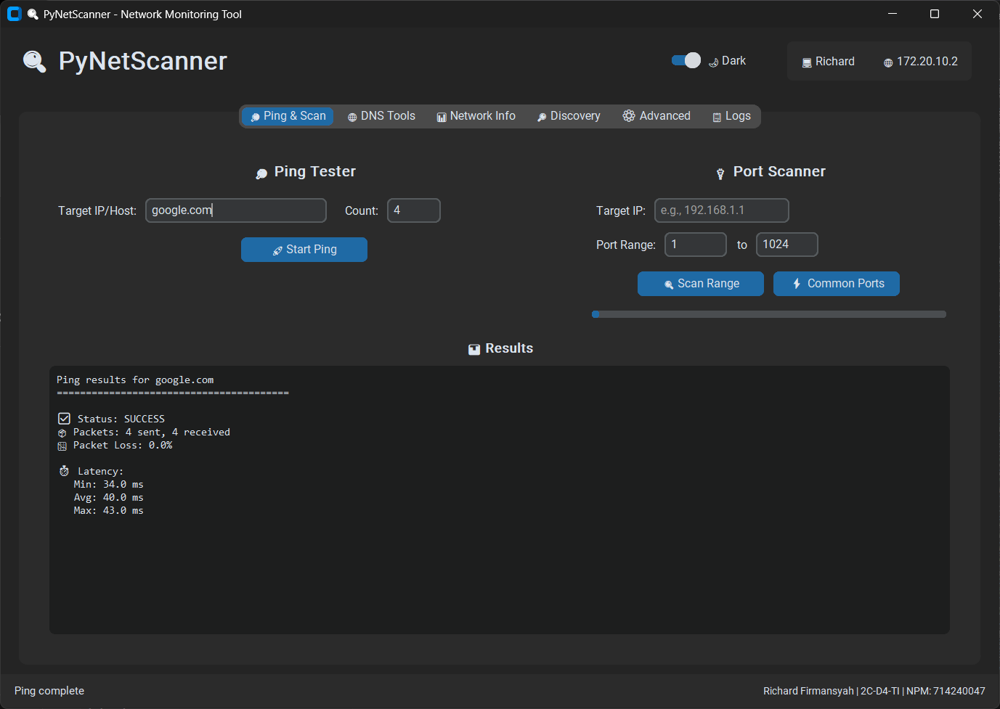 PyNetScanner - Network Monitoring Tool
PyNetScanner
Dark
Richard
172.20.10.2
Ping & Scan
DNS Tools
Network Info
Discovery
Advanced
Logs
Ping Tester
Target IP/Host:
google.com
Count:
4
Start Ping
Port Scanner
Target IP:
e.g., 192.168.1.1
Port Range:
1
to
1024
Scan Range
Common Ports
Results
Ping results for google.com
========================================
Status: SUCCESS
Packets: 4 sent, 4 received
Packet Loss: 0.0%
Latency:
Min: 34.0 ms
Avg: 40.0 ms
Max: 43.0 ms
Ping complete
Richard Firmansyah | 2C-D4-TI | NPM: 714240047